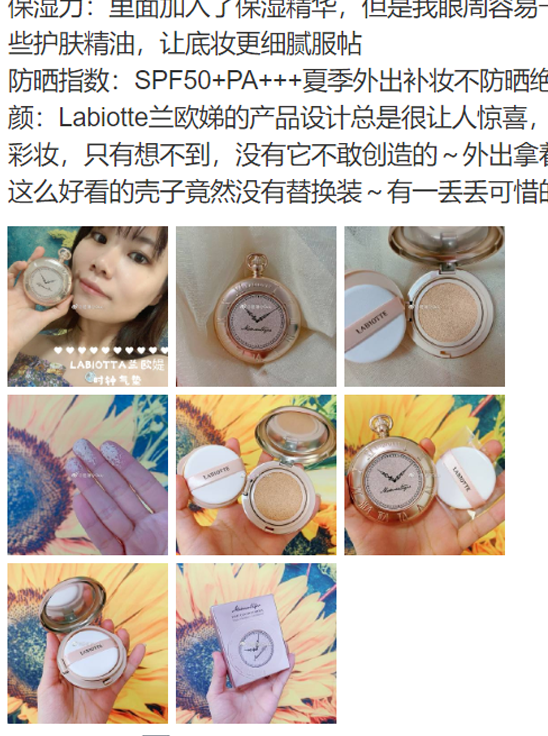 保湿力：里面加入了保湿精华，但是我眼周容易
些护肤精油，让底妆更细腻服帖
防晒指数：SPF50+PA+++夏季外出补妆不防晒绝
颜：Labiotte兰欧娣的产品设计总是很让人惊喜，
彩妆，只有想不到，没有它不敢创造的～外出拿着
这么好看的壳子竟然没有替换装～有一丢丢可惜的
LABIOTTA兰欧娣
时钟气垫
LABIOTTE
LABIOTTE
LABIOTTE
LABIOTTE